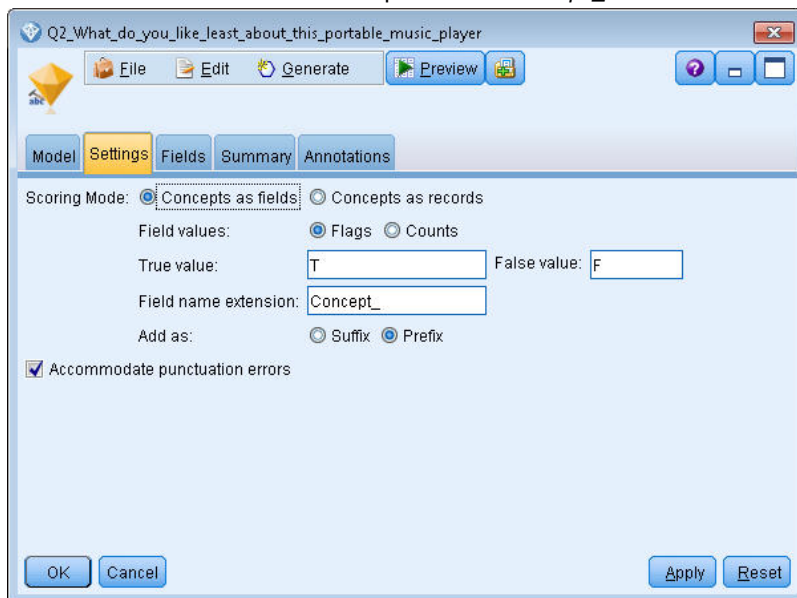 Q2_What_do_you_like_least_about_this_portable_music_player
File Edit Generate Preview
abc
Model Settings Fields Summary Annotations
Scoring Mode: Concepts as fields Concepts as records
Field values: Flags Counts
True value: T False value: F
Field name extension: Concept_
Add as: Suffix Prefix
Accommodate punctuation errors
OK Cancel Apply Reset